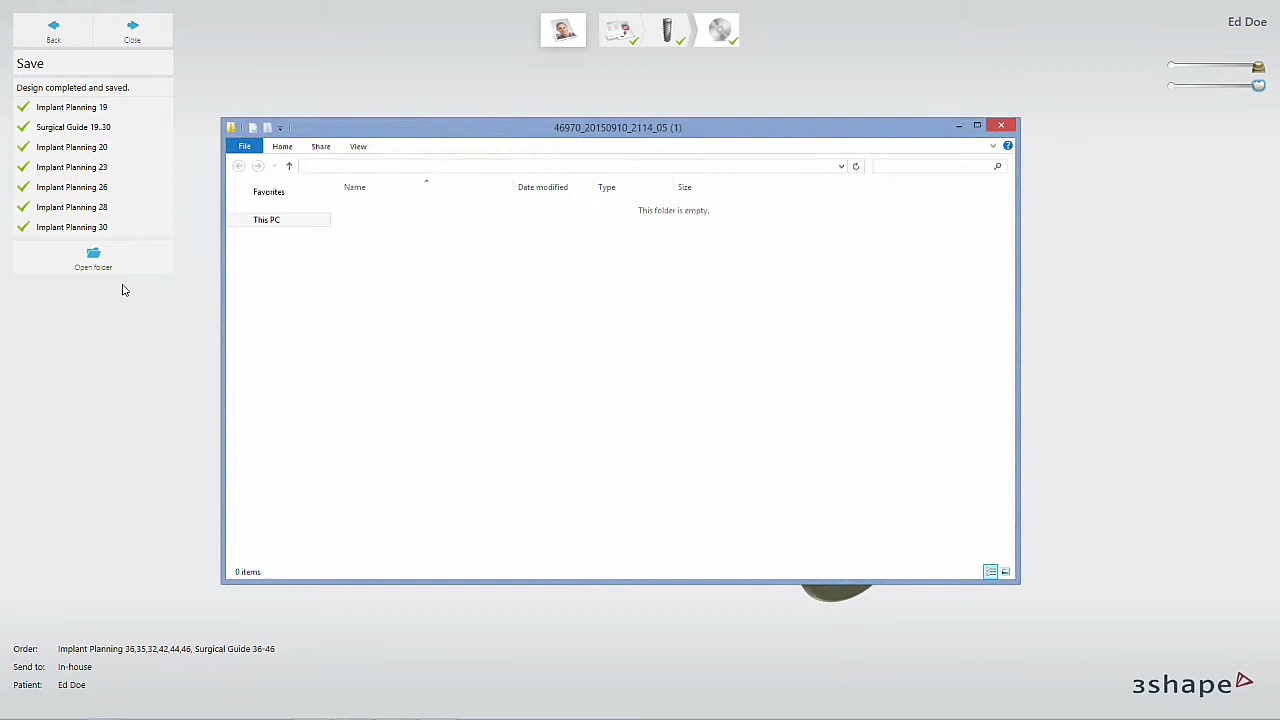 Back
Close
Save
Design completed and saved.
Implant Planning 19
Surgical Guide 19..30
Implant Planning 20
Implant Planning 23
Implant Planning 26
Implant Planning 28
Implant Planning 30
Open folder
Ed Doe
46970_20150910_2114_05 (1)
File
Home
Share
View
Favorites
This PC
Name
Date modified
Type
Size
This folder is empty.
0 items
Order: Implant Planning 36,35,32,42,44,46, Surgical Guide 36-46
Send to: In-house
Patient: Ed Doe
3shape